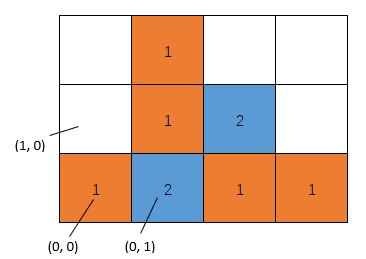 1
1 2
(1, 0)
1 2 1 1
(0, 0) (0, 1)